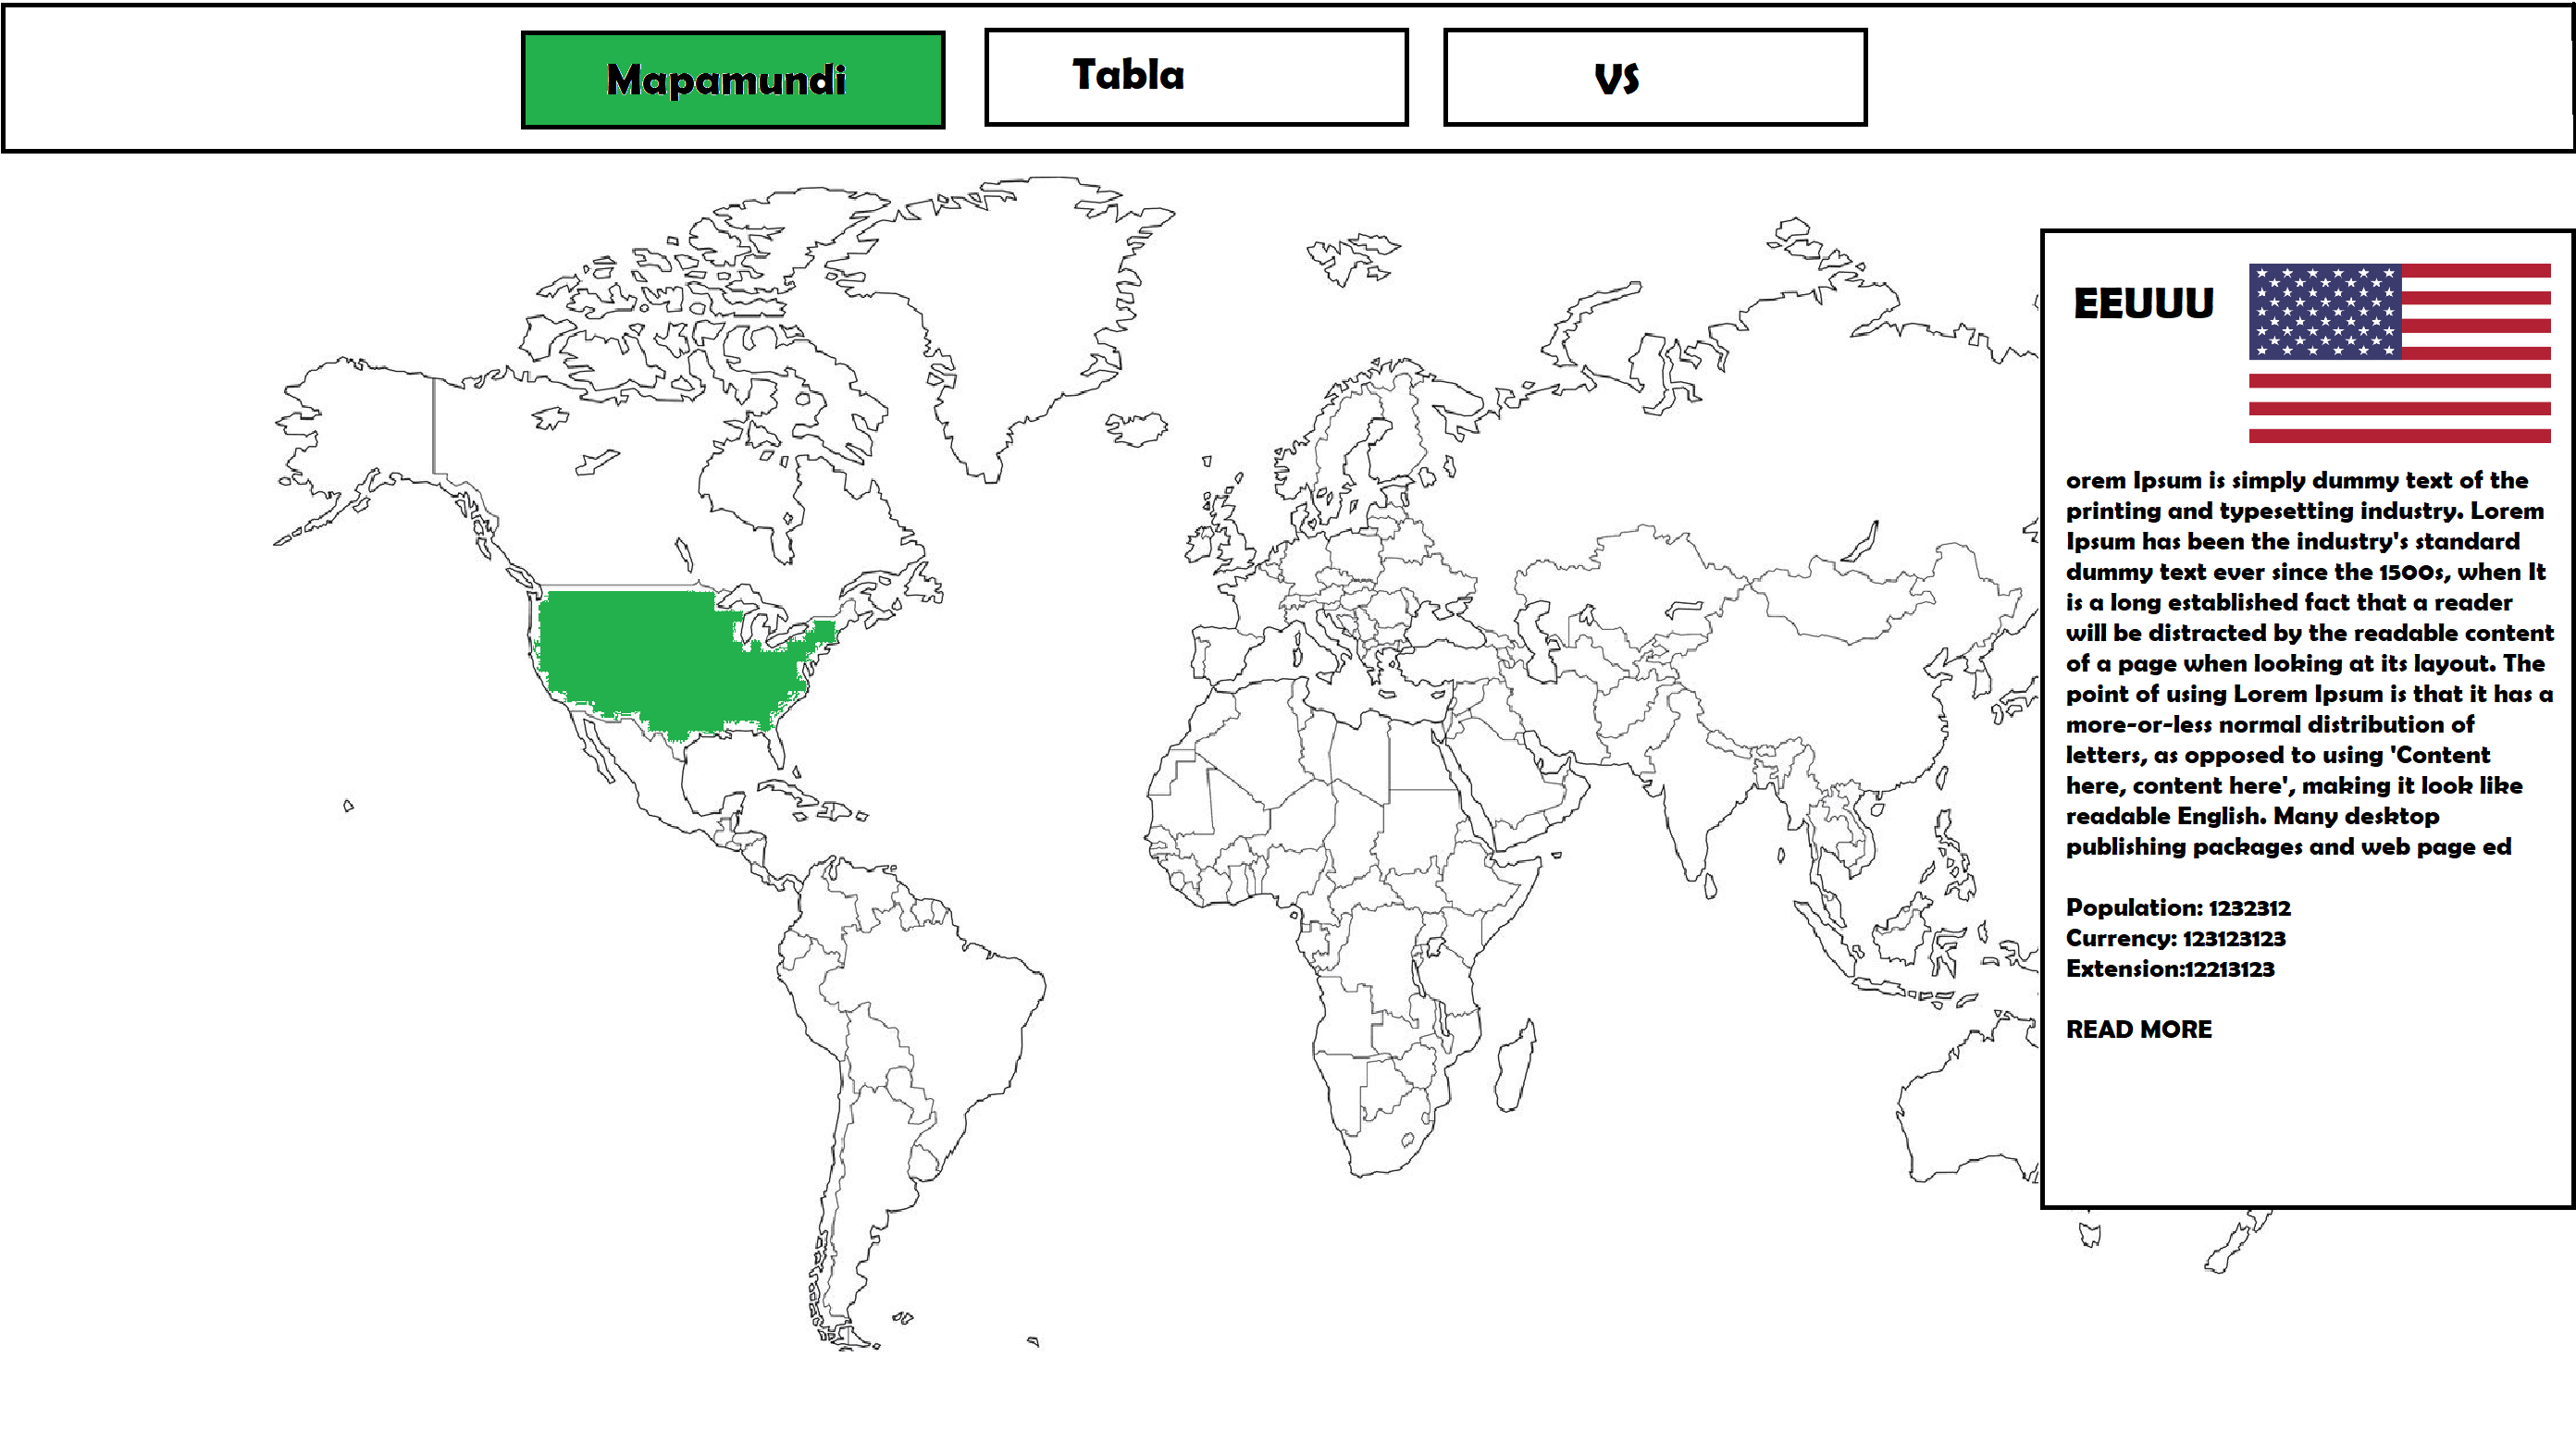 Mapamundi
Tabla
VS
EEUUU
orem Ipsum is simply dummy text of the
printing and typesetting industry. Lorem
Ipsum has been the industry's standard
dummy text ever since the 1500s, when It
is a long established fact that a reader
will be distracted by the readable content
of a page when looking at its layout. The
point of using Lorem Ipsum is that it has a
more-or-less normal distribution of
letters, as opposed to using 'Content
here, content here', making it look like
readable English. Many desktop
publishing packages and web page ed
Population: 1232312
Currency: 123123123
Extension:12213123
READ MORE